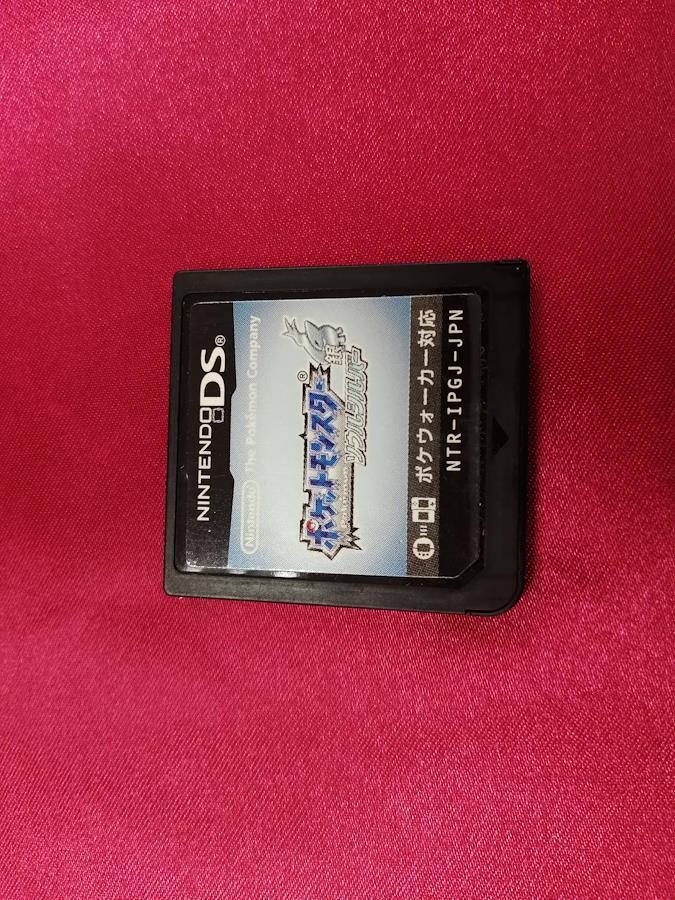 NINTENDO DS®
Nintendo The Pokémon Company
ポケットモンスター®
Pokémon
銀
ソウルシルバー
ポケウォーカー対応
NTR-IPGJ-JPN